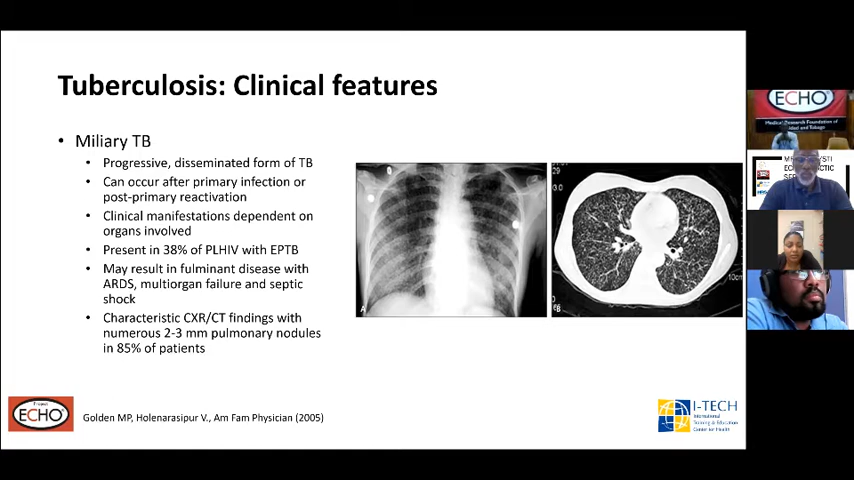 Tuberculosis: Clinical features
• Miliary TB
• Progressive, disseminated form of TB
• Can occur after primary infection or
post-primary reactivation
• Clinical manifestations dependent on
organs involved
• Present in 38% of PLHIV with EPTB
• May result in fulminant disease with
ARDS, multiorgan failure and septic
shock
• Characteristic CXR/CT findings with
numerous 2-3 mm pulmonary nodules
in 85% of patients
A
B
10cm
Project
ECHO
Golden MP, Holenarasipur V., Am Fam Physician (2005)
I-TECH
International
Training & Education
Center for Health
ECHO
Medical Research Foundation of